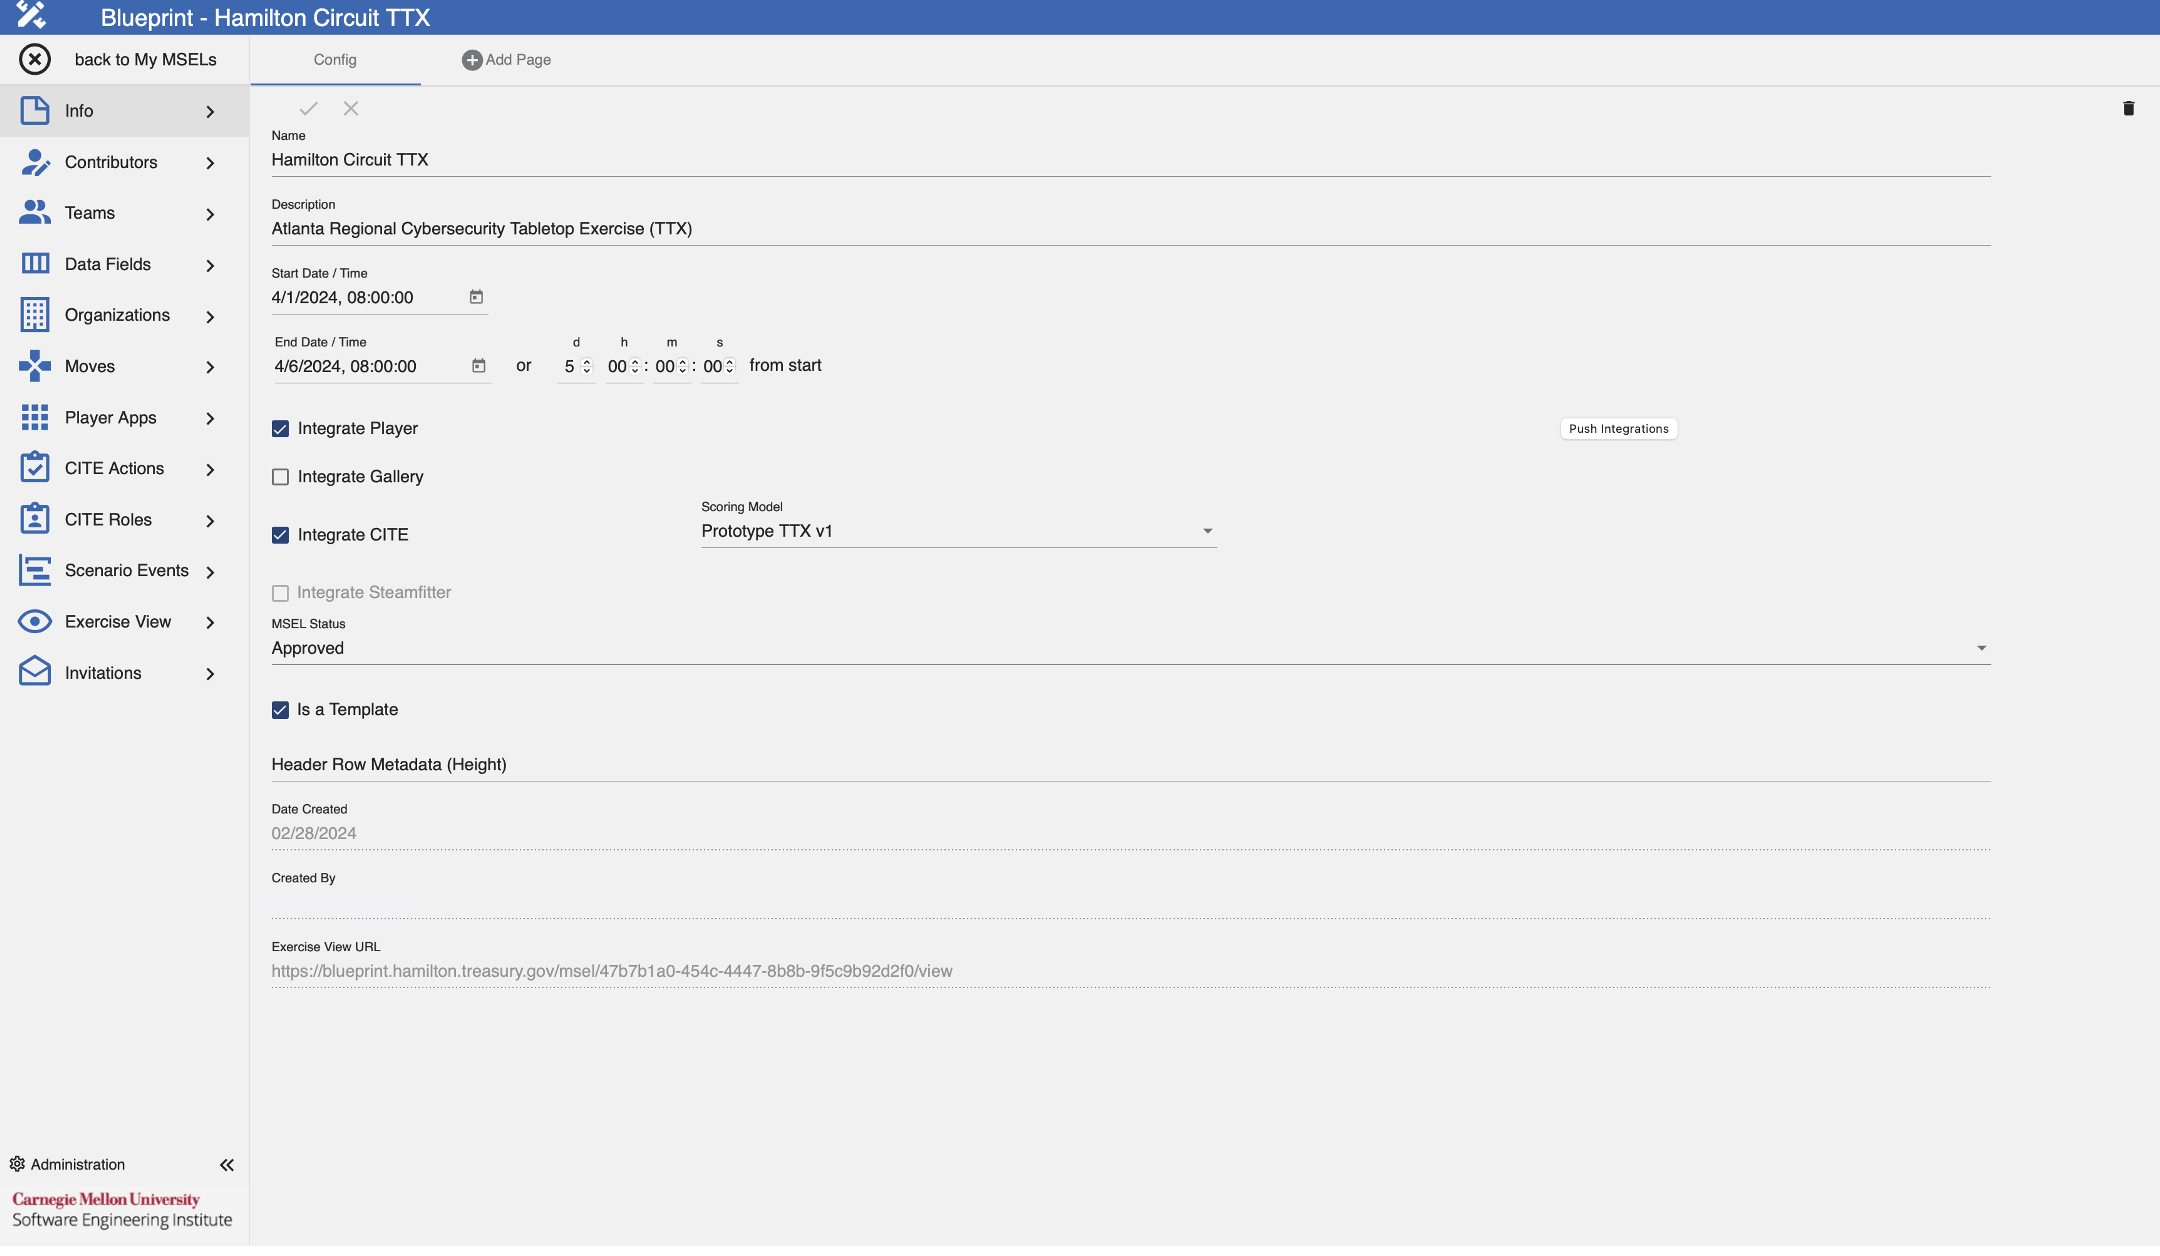 Blueprint - Hamilton Circuit TTX
back to My MSELs
Config
Add Page
Info
Contributors
Teams
Data Fields
Organizations
Moves
Player Apps
CITE Actions
CITE Roles
Scenario Events
Exercise View
Invitations
Name
Hamilton Circuit TTX
Description
Atlanta Regional Cybersecurity Tabletop Exercise (TTX)
Start Date / Time
4/1/2024, 08:00:00
End Date / Time d h m s
4/6/2024, 08:00:00 or 5 00 : 00 : 00 from start
Integrate Player
Push Integrations
Integrate Gallery
Scoring Model
Integrate CITE
Prototype TTX v1
Integrate Steamfitter
MSEL Status
Approved
Is a Template
Header Row Metadata (Height)
Date Created
02/28/2024
Created By
Exercise View URL
https://blueprint.hamilton.treasury.gov/msel/47b7b1a0-454c-4447-8b8b-9f5c9b92d2f0/view
Administration
Carnegie Mellon University
Software Engineering Institute